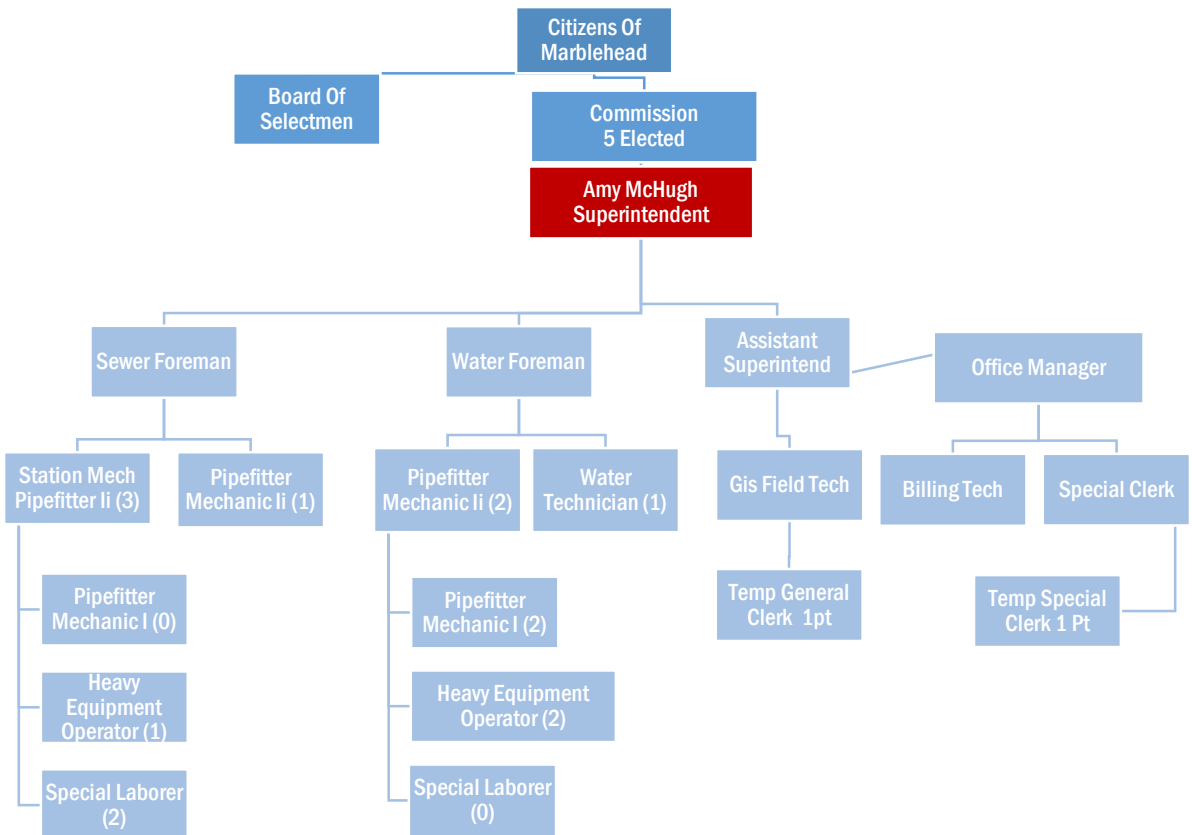 Citizens Of
Marblehead
Board Of
Selectmen
Commission
5 Elected
Amy McHugh
Superintendent
Sewer Foreman
Water Foreman
Assistant
Superintend
Office Manager
Station Mech
Pipefitter Ii (3)
Pipefitter
Mechanic Ii (1)
Pipefitter
Mechanic Ii (2)
Water
Technician (1)
Gis Field Tech
Billing Tech
Special Clerk
Pipefitter
Mechanic I (0)
Pipefitter
Mechanic I (2)
Temp General
Clerk 1pt
Temp Special
Clerk 1 Pt
Heavy
Equipment
Operator (1)
Heavy Equipment
Operator (2)
Special Laborer
(2)
Special Laborer
(0)